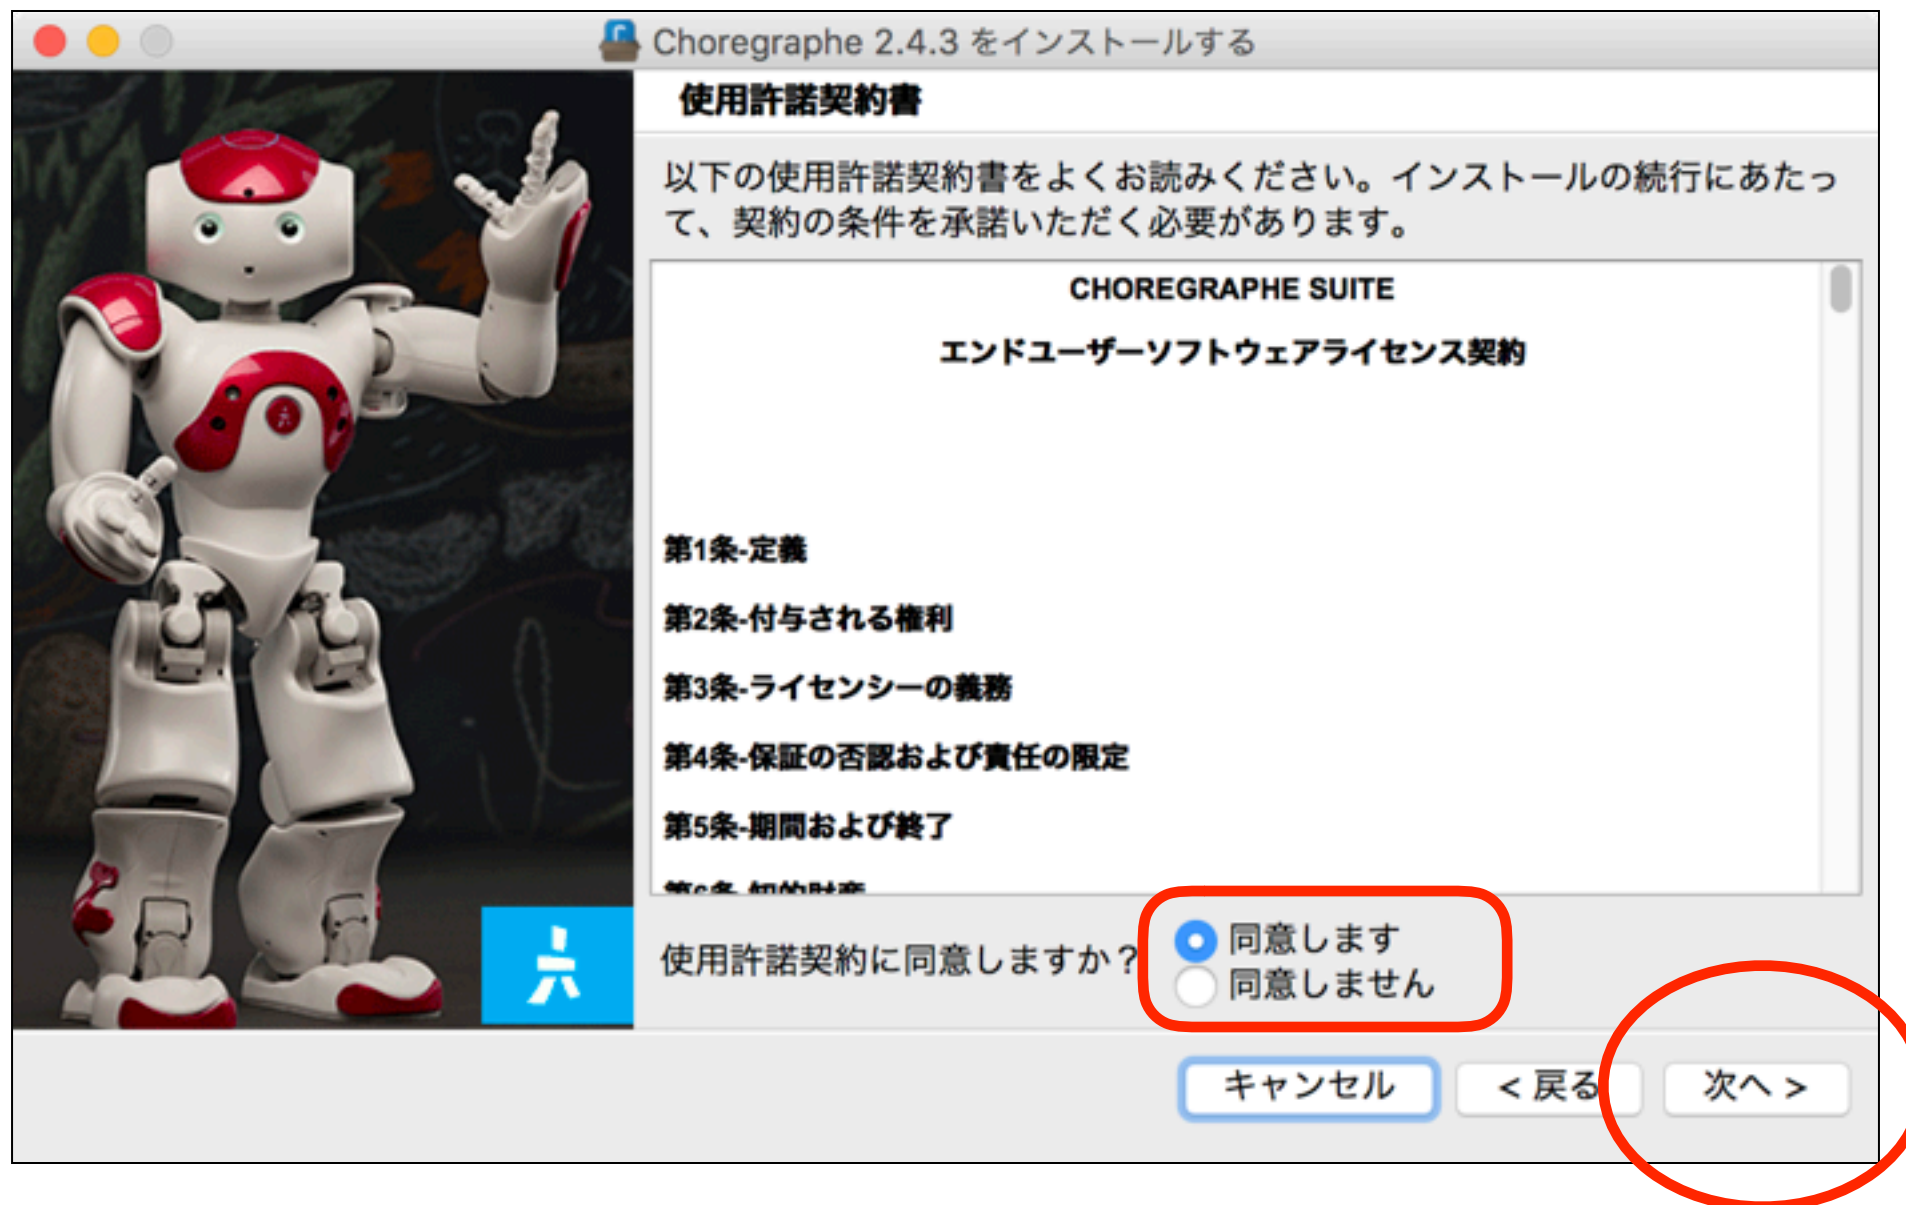 Choregraphe 2.4.3 をインストールする
使用許諾契約書
以下の使用許諾契約書をよくお読みください。インストールの続行にあたっ
て、契約の条件を承諾いただく必要があります。
CHOREGRAPHE SUITE
エンドユーザーソフトウェアライセンス契約
第1条-定義
第2条-付与される権利
第3条-ライセンシーの義務
第4条-保証の否認および責任の限定
第5条-期間および終了
第6条-知的財産
使用許諾契約に同意しますか?
同意します
同意しません
キャンセル
< 戻る
次へ >